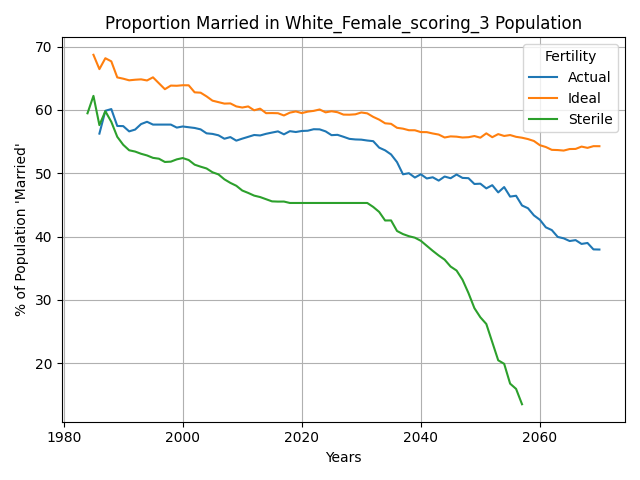 Proportion Married in White_Female_scoring_3 Population
% of Population 'Married'
70
60
50
40
30
20
Fertility
Actual
Ideal
Sterile
1980
2000
2020
2040
2060
Years